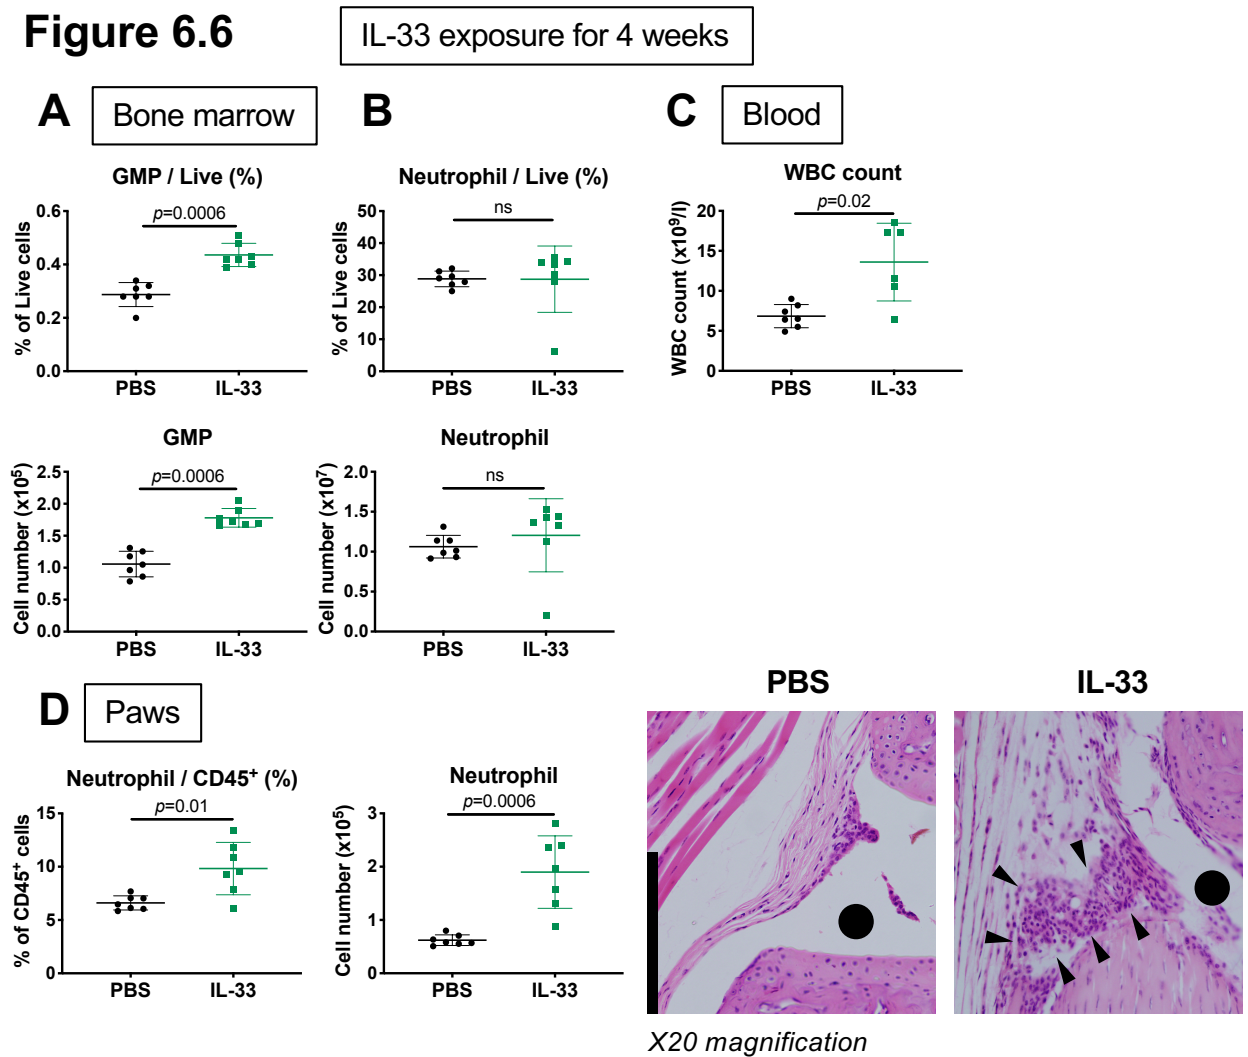 Figure 6.6
IL-33 exposure for 4 weeks
A
Bone marrow
B
C
Blood
GMP / Live (%)
p=0.0006
% of Live cells
0.6
0.4
0.2
0.0
PBS
IL-33
Neutrophil / Live (%)
ns
% of Live cells
50
40
30
20
10
0
PBS
IL-33
WBC count
p=0.02
WBC count (x10⁹/l)
20
15
10
5
0
PBS
IL-33
GMP
p=0.0006
Cell number (x10⁵)
2.5
2.0
1.5
1.0
0.5
0.0
PBS
IL-33
Neutrophil
ns
Cell number (x10⁷)
2.0
1.5
1.0
0.5
0.0
PBS
IL-33
D
Paws
Neutrophil / CD45⁺ (%)
p=0.01
% of CD45⁺ cells
15
10
5
0
PBS
IL-33
Neutrophil
p=0.0006
Cell number (x10⁵)
3
2
1
0
PBS
IL-33
PBS
IL-33
X20 magnification